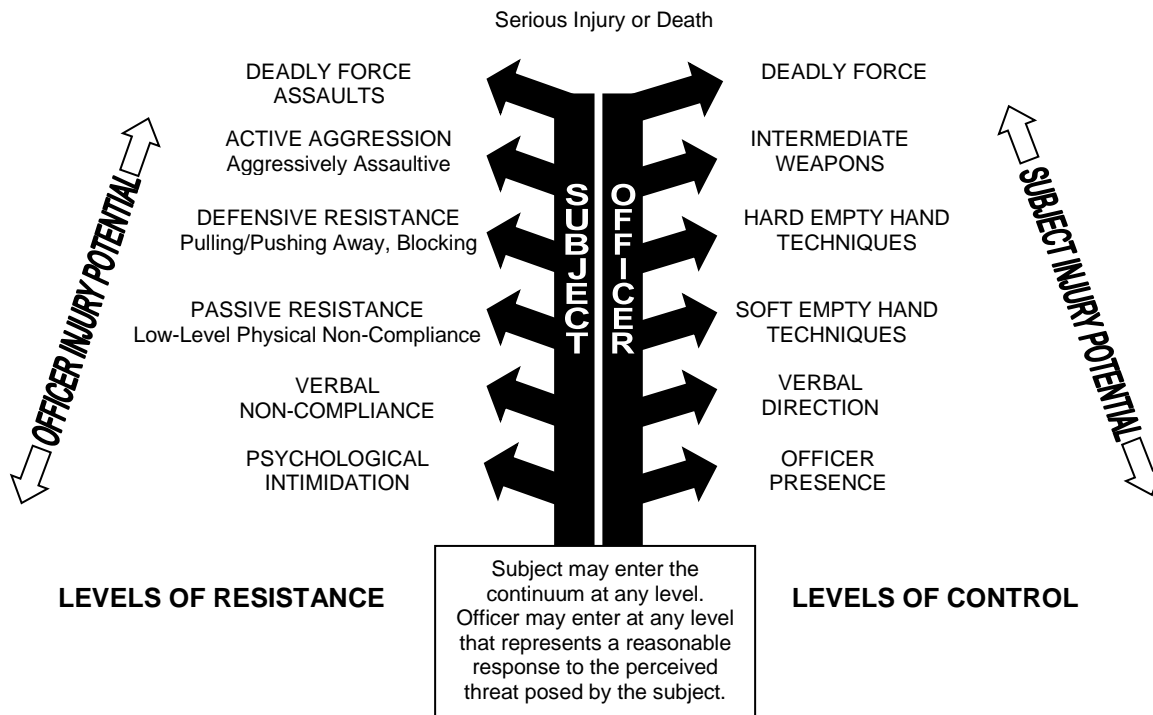 Serious Injury or Death
DEADLY FORCE
ASSAULTS
ACTIVE AGGRESSION
Aggressively Assaultive
DEFENSIVE RESISTANCE
Pulling/Pushing Away, Blocking
PASSIVE RESISTANCE
Low-Level Physical Non-Compliance
VERBAL
NON-COMPLIANCE
PSYCHOLOGICAL
INTIMIDATION
OFFICER INJURY POTENTIAL
SUBJECT
OFFICER
DEADLY FORCE
INTERMEDIATE
WEAPONS
HARD EMPTY HAND
TECHNIQUES
SOFT EMPTY HAND
TECHNIQUES
VERBAL
DIRECTION
OFFICER
PRESENCE
SUBJECT INJURY POTENTIAL
LEVELS OF RESISTANCE
Subject may enter the
continuum at any level.
Officer may enter at any level
that represents a reasonable
response to the perceived
threat posed by the subject.
LEVELS OF CONTROL